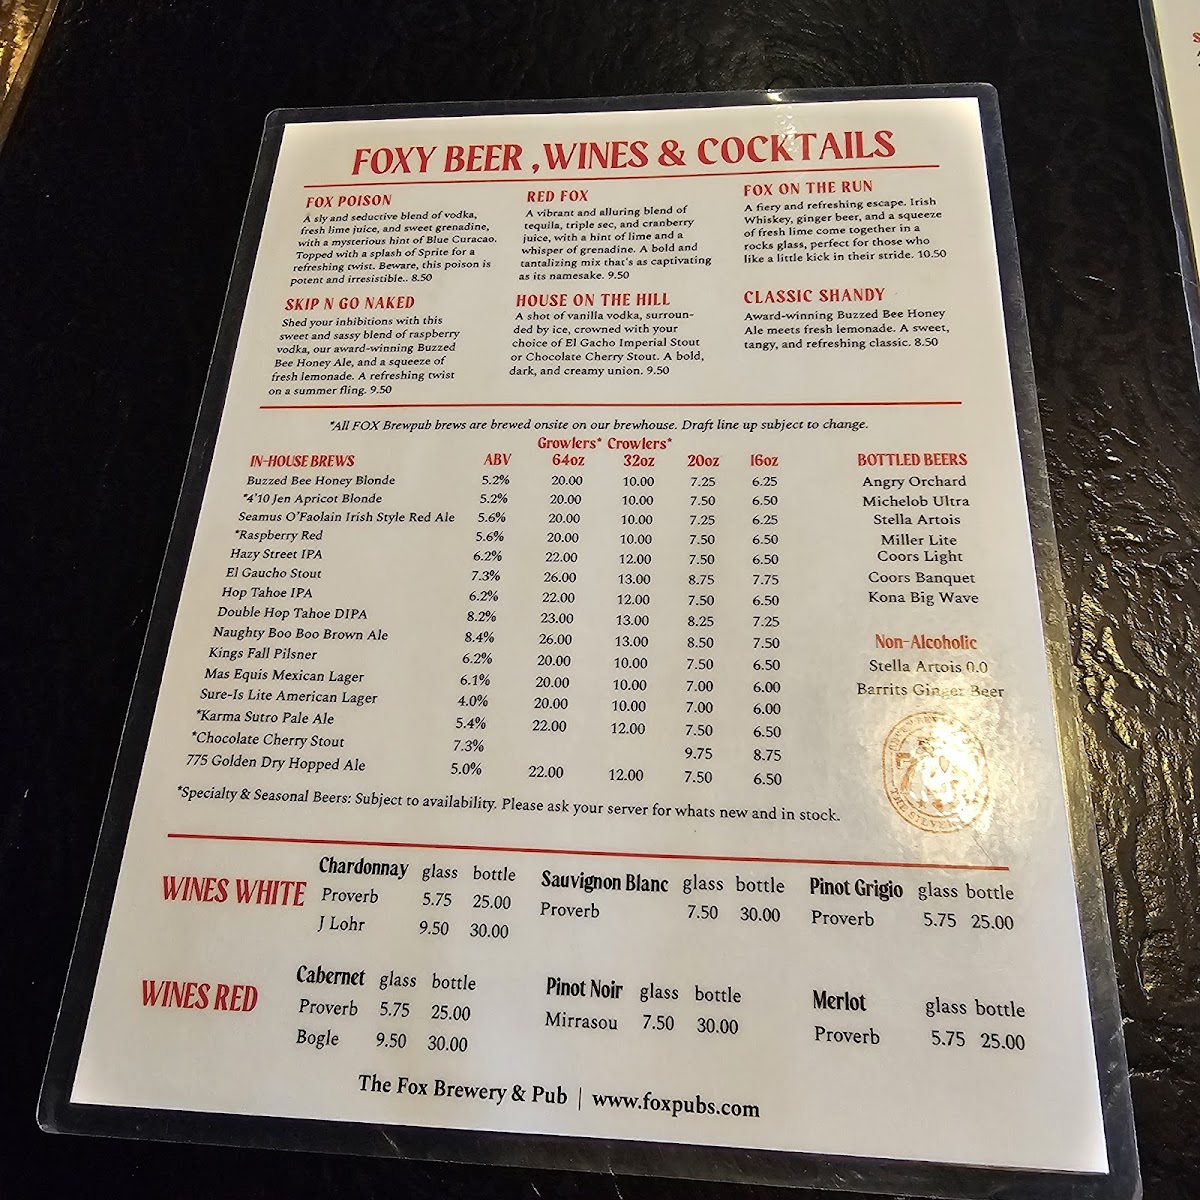 FOXY BEER ,WINES & COCKTAILS
FOX POISON
A sly and seductive blend of vodka,
fresh lime juice, and sweet grenadine,
with a mysterious hint of Blue Curacao.
Topped with a splash of Sprite for a
refreshing twist. Beware, this poison is
potent and irresistible.. 8.50
RED FOX
A vibrant and alluring blend of
tequila, triple sec, and cranberry
juice, with a hint of lime and a
whisper of grenadine. A bold and
tantalizing mix that's as captivating
as its namesake. 9.50
FOX ON THE RUN
A fiery and refreshing escape. Irish
Whiskey, ginger beer, and a squeeze
of fresh lime come together in a
rocks glass, perfect for those who
like a little kick in their stride. 10.50
SKIP N GO NAKED
Shed your inhibitions with this
sweet and sassy blend of raspberry
vodka, our award-winning Buzzed
Bee Honey Ale, and a squeeze of
fresh lemonade. A refreshing twist
on a summer fling. 9.50
HOUSE ON THE HILL
A shot of vanilla vodka, surroun-
ded by ice, crowned with your
choice of El Gacho Imperial Stout
or Chocolate Cherry Stout. A bold,
dark, and creamy union. 9.50
CLASSIC SHANDY
Award-winning Buzzed Bee Honey
Ale meets fresh lemonade. A sweet,
tangy, and refreshing classic. 8.50
*All FOX Brewpub brews are brewed onsite on our brewhouse. Draft line up subject to change.
Growlers* Crowlers*
IN-HOUSE BREWS ABV 64oz 32oz 20oz 16oz
Buzzed Bee Honey Blonde 5.2% 20.00 10.00 7.25 6.25
*4'10 Jen Apricot Blonde 5.2% 20.00 10.00 7.50 6.50
Seamus O'Faolain Irish Style Red Ale 5.6% 20.00 10.00 7.25 6.25
*Raspberry Red 5.6% 20.00 10.00 7.50 6.50
Hazy Street IPA 6.2% 22.00 12.00 7.50 6.50
El Gaucho Stout 7.3% 26.00 13.00 8.75 7.75
Hop Tahoe IPA 6.2% 22.00 12.00 7.50 6.50
Double Hop Tahoe DIPA 8.2% 23.00 13.00 8.25 7.25
Naughty Boo Boo Brown Ale 8.4% 26.00 13.00 8.50 7.50
Kings Fall Pilsner 6.2% 20.00 10.00 7.50 6.50
Mas Equis Mexican Lager 6.1% 20.00 10.00 7.00 6.00
Sure-Is Lite American Lager 4.0% 20.00 10.00 7.00 6.00
*Karma Sutro Pale Ale 5.4% 22.00 12.00 7.50 6.50
*Chocolate Cherry Stout 7.3% 9.75 8.75
775 Golden Dry Hopped Ale 5.0% 22.00 12.00 7.50 6.50
*Specialty & Seasonal Beers: Subject to availability. Please ask your server for whats new and in stock.
BOTTLED BEERS
Angry Orchard
Michelob Ultra
Stella Artois
Miller Lite
Coors Light
Coors Banquet
Kona Big Wave
Non-Alcoholic
Stella Artois 0.0
Barrits Ginger Beer
WINES WHITE
Chardonnay glass bottle
Proverb 5.75 25.00
J Lohr 9.50 30.00
Sauvignon Blanc glass bottle
Proverb 7.50 30.00
Pinot Grigio glass bottle
Proverb 5.75 25.00
WINES RED
Cabernet glass bottle
Proverb 5.75 25.00
Bogle 9.50 30.00
Pinot Noir glass bottle
Mirrasou 7.50 30.00
Merlot glass bottle
Proverb 5.75 25.00
The Fox Brewery & Pub | www.foxpubs.com